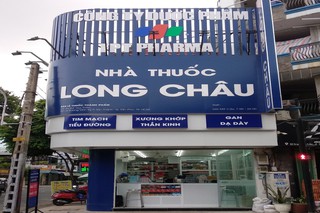 CÔNG TY DƯỢC PHẨM
FPT PHARMA
NHÀ THUỐC
LONG CHÂU
TIM MẠCH
TIỂU ĐƯỜNG
XƯƠNG KHỚP
THẦN KINH
GAN
DẠ DÀY